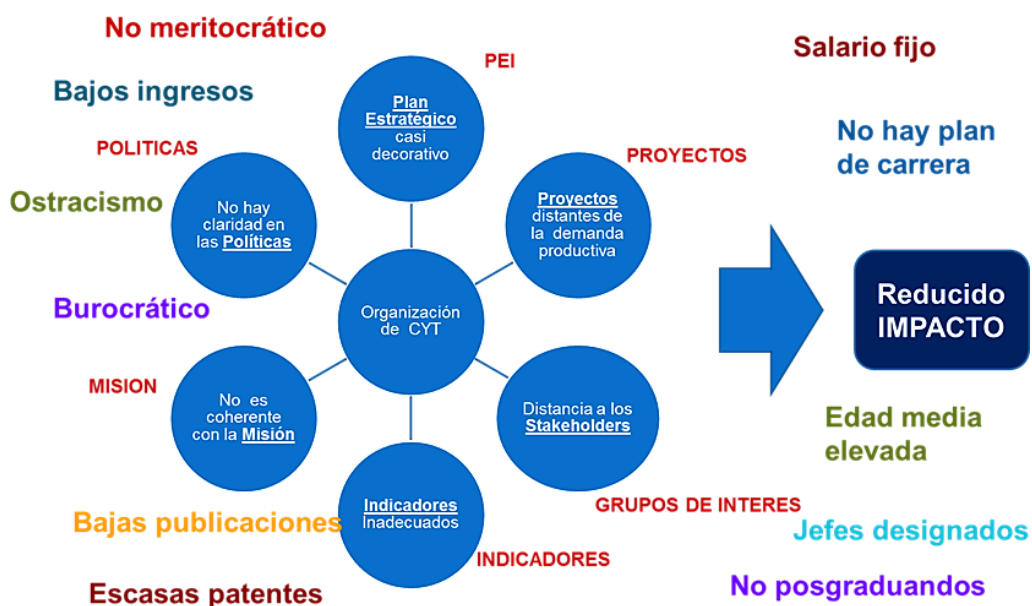 No meritocrático
Salario fijo
PEI
Bajos ingresos
Plan
Estratégico
casi
decorativo
No hay plan
de carrera
POLITICAS
PROYECTOS
Ostracismo
No hay
claridad en
las Políticas
Proyectos
distantes de
la demanda
productiva
Burocrático
Organización
de CYT
Reducido
IMPACTO
MISION
No es
coherente
con la Misión
Distancia a los
Stakeholders
Edad media
elevada
Indicadores
Inadecuados
GRUPOS DE INTERES
Bajas publicaciones
Jefes designados
INDICADORES
No posgraduandos
Escasas patentes